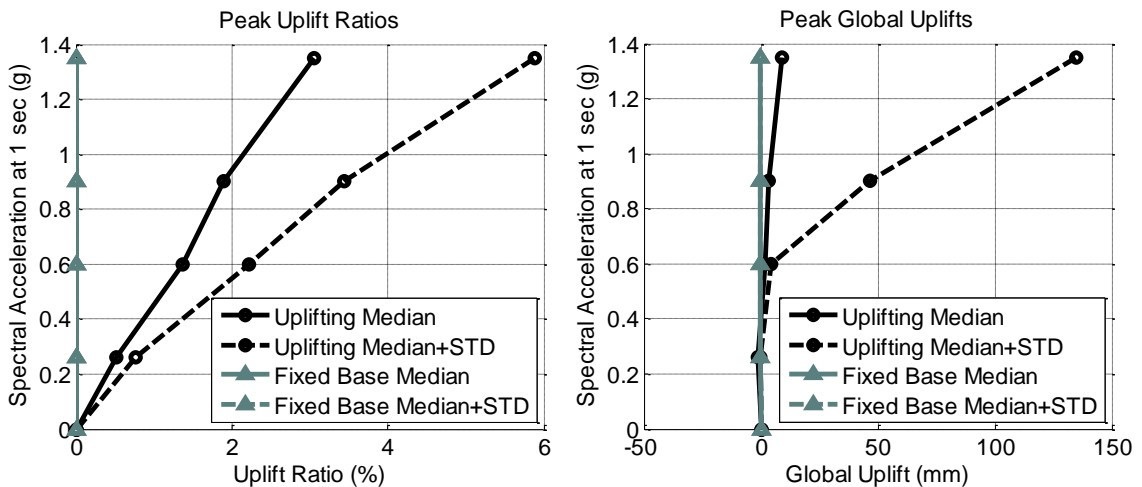 Peak Uplift Ratios
Spectral Acceleration at 1 sec (g)
1.4
1.2
1
0.8
0.6
0.4
0.2
0
0
2
4
6
Uplift Ratio (%)
Uplifting Median
Uplifting Median+STD
Fixed Base Median
Fixed Base Median+STD
Peak Global Uplifts
Spectral Acceleration at 1 sec (g)
1.4
1.2
1
0.8
0.6
0.4
0.2
0
-50
0
50
100
150
Global Uplift (mm)
Uplifting Median
Uplifting Median+STD
Fixed Base Median
Fixed Base Median+STD